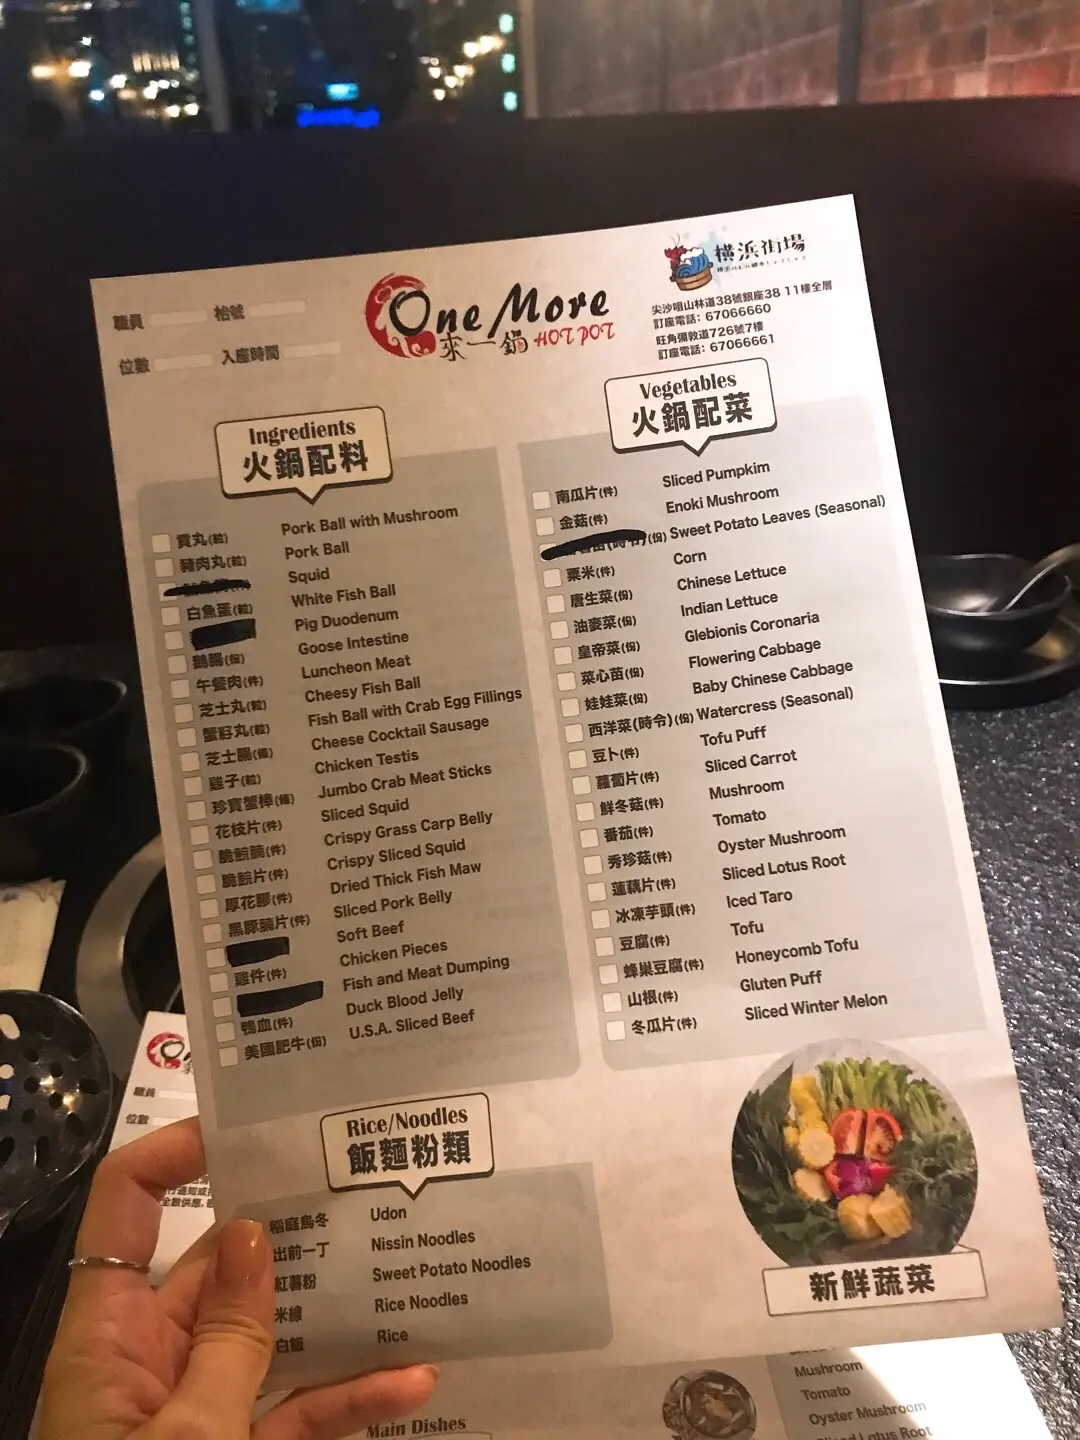 職員 枱號
位數 入座時間
One More
來一鍋 HOT POT
橫浜街場
尖沙咀山林道38號銀座38 11樓全層
訂座電話: 67066660
旺角彌敦道726號7樓
訂座電話: 67066661
Ingredients
火鍋配料
貢丸(粒) Pork Ball with Mushroom
豬肉丸(粒) Pork Ball
Squid
白魚蛋(粒) White Fish Ball
Pig Duodenum
鵝腸(份) Goose Intestine
午餐肉(件) Luncheon Meat
芝士丸(粒) Cheesy Fish Ball
蟹籽丸(粒) Fish Ball with Crab Egg Fillings
芝士腸(條) Cheese Cocktail Sausage
雞子(粒) Chicken Testis
珍寶蟹棒(條) Jumbo Crab Meat Sticks
花枝片(件) Sliced Squid
脆鯇腩(件) Crispy Grass Carp Belly
脆鯇片(件) Crispy Sliced Squid
厚花膠(件) Dried Thick Fish Maw
黑豚腩片(件) Sliced Pork Belly
Soft Beef
雞件(件) Chicken Pieces
Fish and Meat Dumping
鴨血(件) Duck Blood Jelly
美國肥牛(份) U.S.A. Sliced Beef
Vegetables
火鍋配菜
南瓜片(件) Sliced Pumpkim
金菇(件) Enoki Mushroom
(時令)(份) Sweet Potato Leaves (Seasonal)
粟米(件) Corn
唐生菜(份) Chinese Lettuce
油麥菜(份) Indian Lettuce
皇帝菜(份) Glebionis Coronaria
菜心苗(份) Flowering Cabbage
娃娃菜(份) Baby Chinese Cabbage
西洋菜(時令)(份) Watercress (Seasonal)
豆卜(件) Tofu Puff
蘿蔔片(件) Sliced Carrot
鮮冬菇(件) Mushroom
番茄(件) Tomato
秀珍菇(件) Oyster Mushroom
蓮藕片(件) Sliced Lotus Root
冰凍芋頭(件) Iced Taro
豆腐(件) Tofu
蜂巢豆腐(件) Honeycomb Tofu
山根(件) Gluten Puff
冬瓜片(件) Sliced Winter Melon
Rice/Noodles
飯麵粉類
稻庭烏冬 Udon
出前一丁 Nissin Noodles
紅薯粉 Sweet Potato Noodles
米線 Rice Noodles
白飯 Rice
新鮮蔬菜
職員
位數
Main Dishes
Mushroom
Tomato
Oyster Mushroom
Sliced Lotus Root